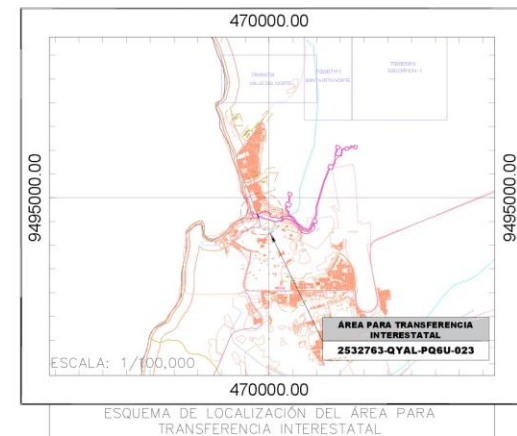 470000.00
9495000.00
9495000.00
ÁREA PARA TRANSFERENCIA
INTERESTATAL
2532763-QYAL-PQ6U-023
ESCALA: 1/100,000
470000.00
ESQUEMA DE LOCALIZACIÓN DEL ÁREA PARA
TRANSFERENCIA INTERESTATAL